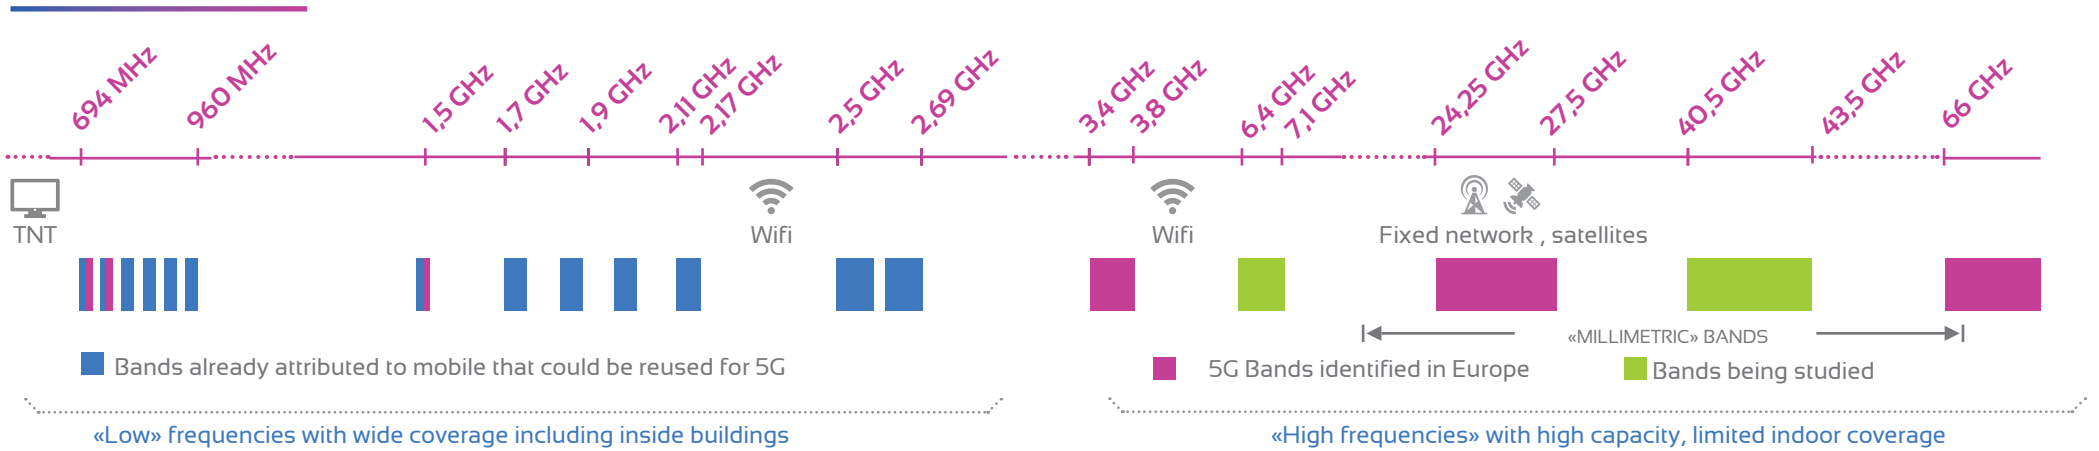 694 MHz
960 MHz
1,5 GHz
1,7 GHz
1,9 GHz
2,11 GHz
2,17 GHz
2,5 GHz
2,69 GHz
3,4 GHz
3,8 GHz
6,4 GHz
7,1 GHz
24,25 GHz
27,5 GHz
40,5 GHz
43,5 GHz
66 GHz
TNT
Wifi
Wifi
Fixed network , satellites
«MILLIMETRIC» BANDS
Bands already attributed to mobile that could be reused for 5G
5G Bands identified in Europe
Bands being studied
«Low» frequencies with wide coverage including inside buildings
«High frequencies» with high capacity, limited indoor coverage